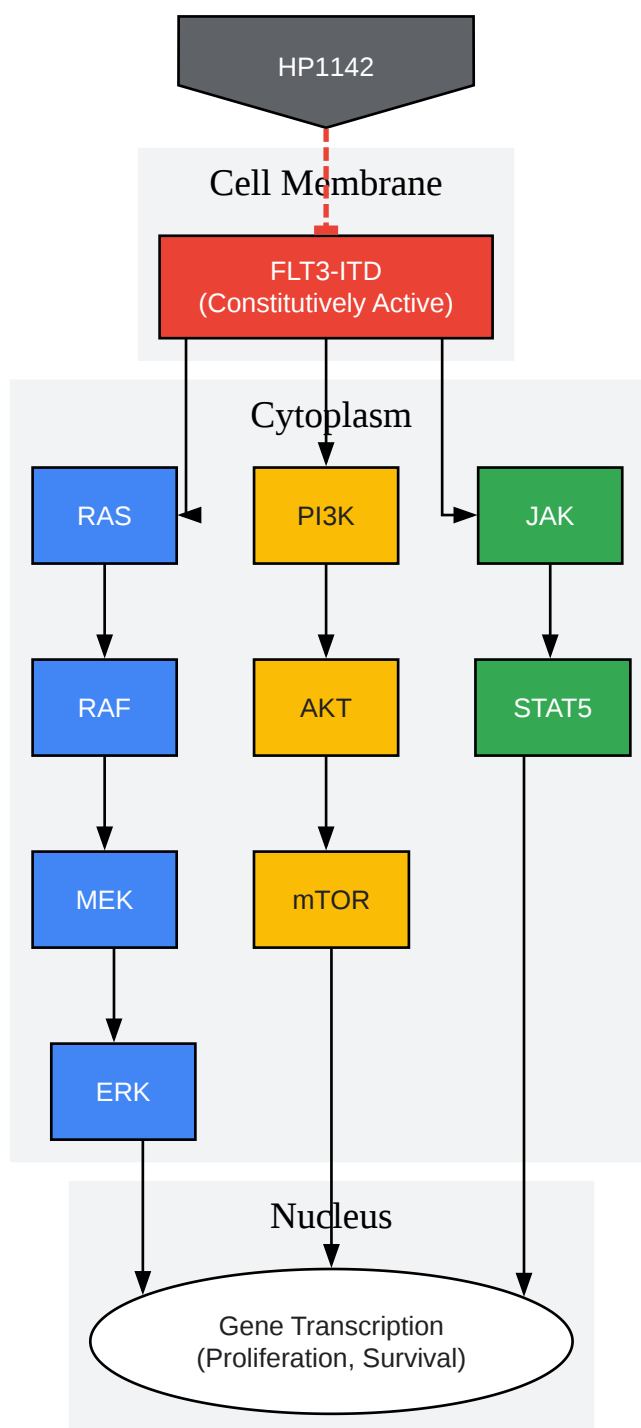 HP1142
Cell Membrane
FLT3-ITD
(Constitutively Active)
Cytoplasm
RAS
PI3K
JAK
RAF
AKT
STAT5
MEK
mTOR
ERK
Nucleus
Gene Transcription
(Proliferation, Survival)